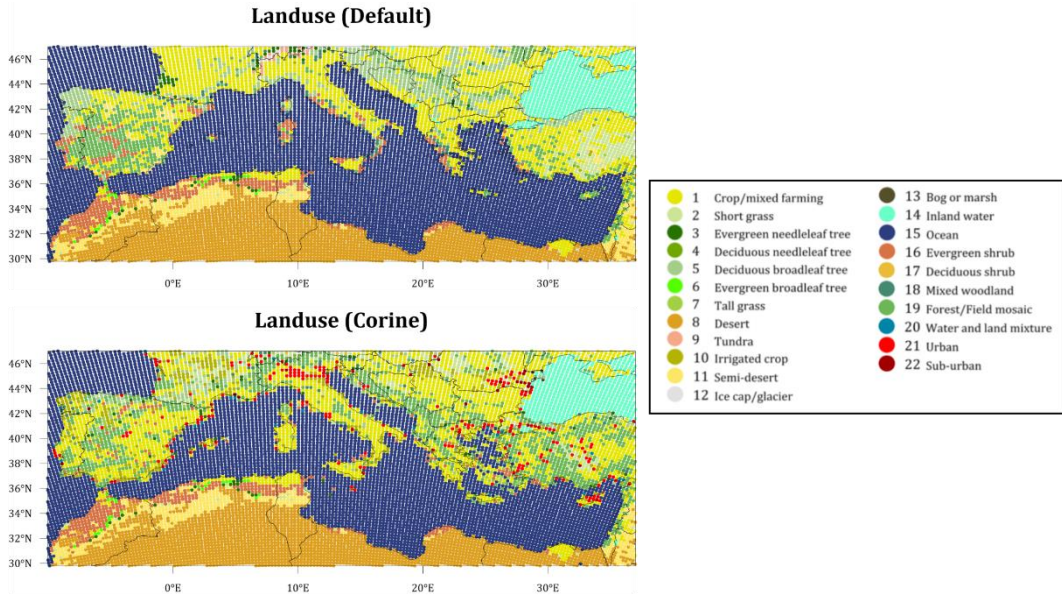 Landuse (Default)
46°N
44°N
42°N
40°N
38°N
36°N
34°N
32°N
30°N
0°E 10°E 20°E 30°E
Landuse (Corine)
46°N
44°N
42°N
40°N
38°N
36°N
34°N
32°N
30°N
0°E 10°E 20°E 30°E
1 Crop/mixed farming
2 Short grass
3 Evergreen needleleaf tree
4 Deciduous needleleaf tree
5 Deciduous broadleaf tree
6 Evergreen broadleaf tree
7 Tall grass
8 Desert
9 Tundra
10 Irrigated crop
11 Semi-desert
12 Ice cap/glacier
13 Bog or marsh
14 Inland water
15 Ocean
16 Evergreen shrub
17 Deciduous shrub
18 Mixed woodland
19 Forest/Field mosaic
20 Water and land mixture
21 Urban
22 Sub-urban